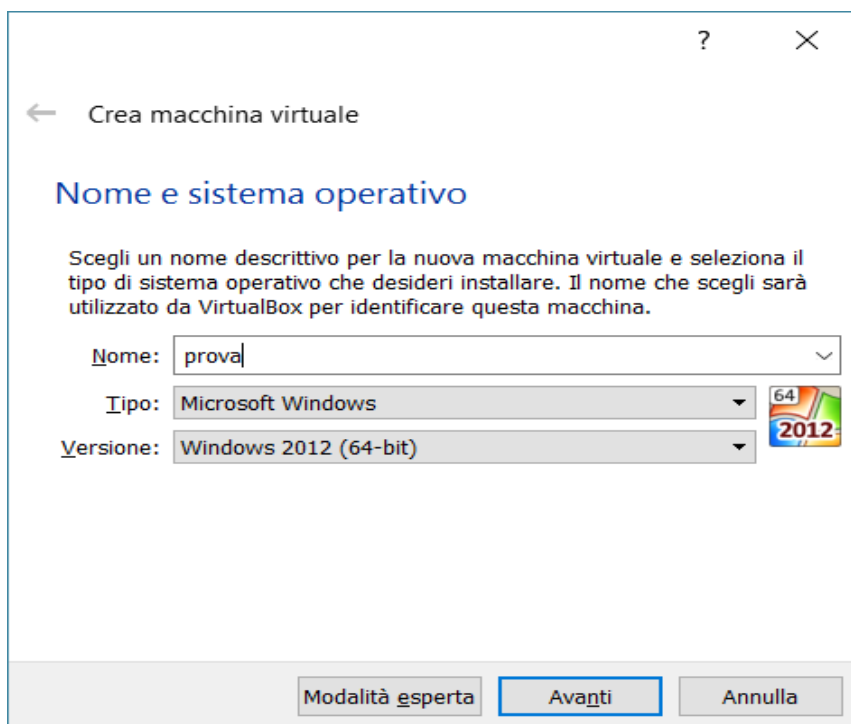 ?
Crea macchina virtuale
Nome e sistema operativo
Scegli un nome descrittivo per la nuova macchina virtuale e seleziona il
tipo di sistema operativo che desideri installare. Il nome che scegli sarà
utilizzato da VirtualBox per identificare questa macchina.
Nome: prova
Tipo: Microsoft Windows
64
Versione: Windows 2012 (64-bit)
2012
Modalità esperta Avanti Annulla